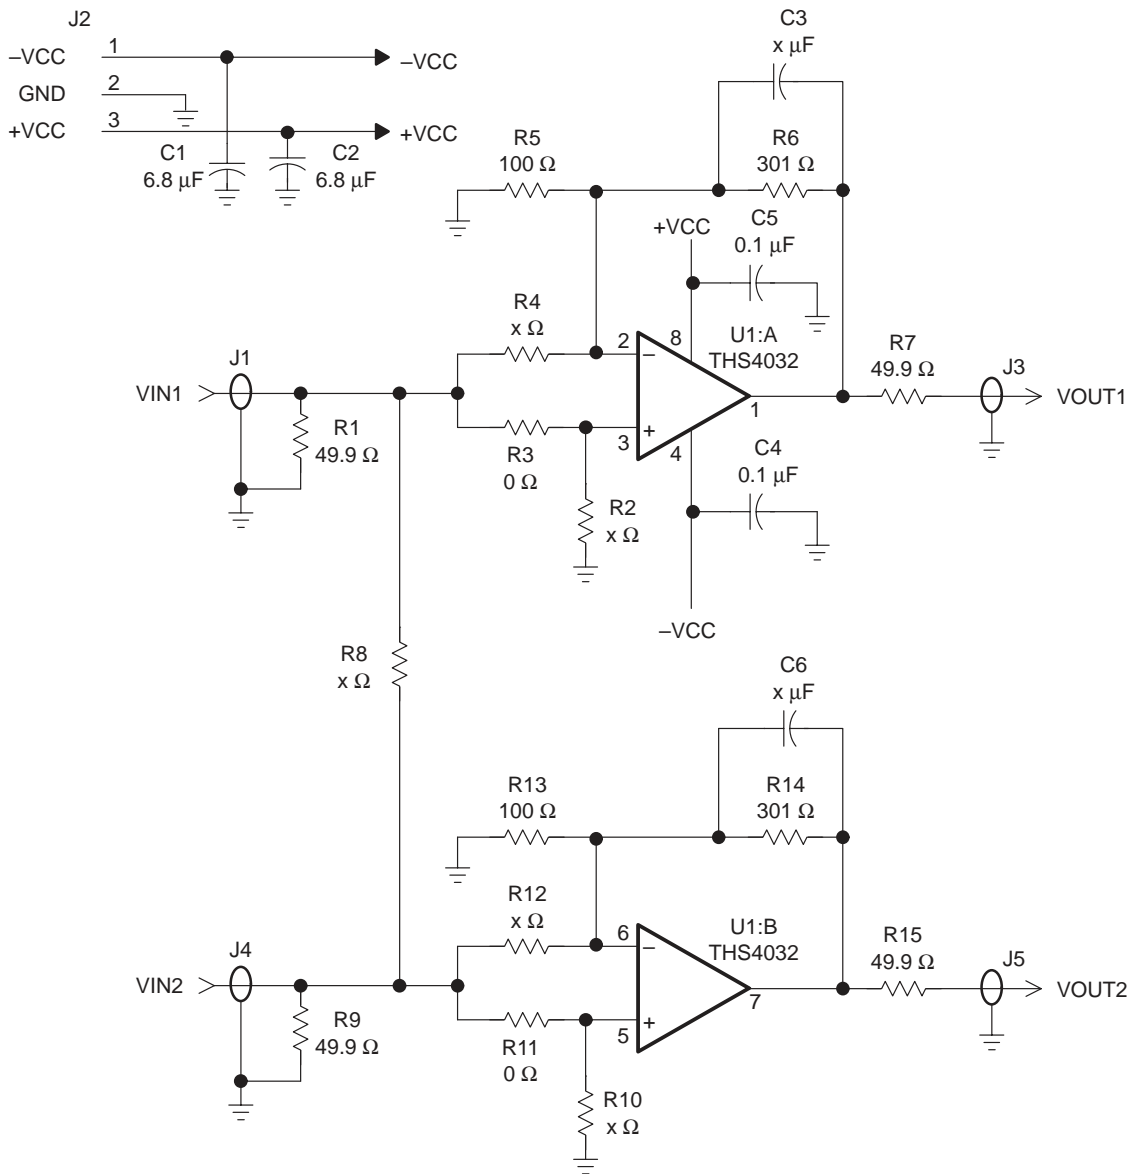 J2
–VCC 1 –VCC
GND 2
+VCC 3 +VCC
C1
6.8 µF
C2
6.8 µF
C3
x µF
R5
100 Ω
R6
301 Ω
+VCC
C5
0.1 µF
R4
x Ω
2
–
8
U1:A
THS4032
R7
49.9 Ω
J1
VIN1
J3
VOUT1
1
R1
49.9 Ω
R3
0 Ω
3
+
4
C4
0.1 µF
R2
x Ω
–VCC
R8
x Ω
C6
x µF
R13
100 Ω
R14
301 Ω
R12
x Ω
6
–
U1:B
THS4032
R15
49.9 Ω
J4
VIN2
J5
VOUT2
7
R9
49.9 Ω
R11
0 Ω
5
+
R10
x Ω